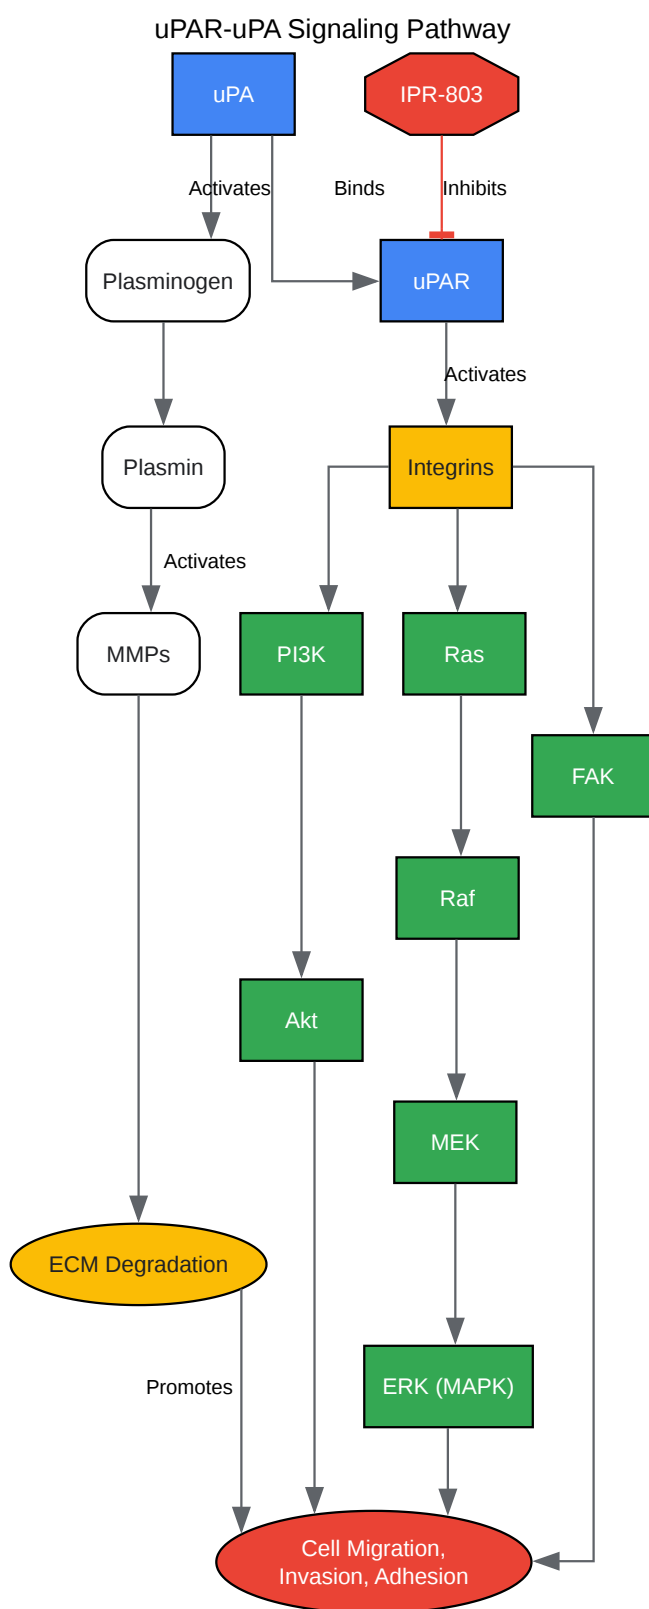 uPAR-uPA Signaling Pathway
uPA
IPR-803
Activates
Binds
Inhibits
Plasminogen
uPAR
Activates
Plasmin
Integrins
Activates
MMPs
PI3K
Ras
FAK
Raf
Akt
MEK
ECM Degradation
Promotes
ERK (MAPK)
Cell Migration,
Invasion, Adhesion